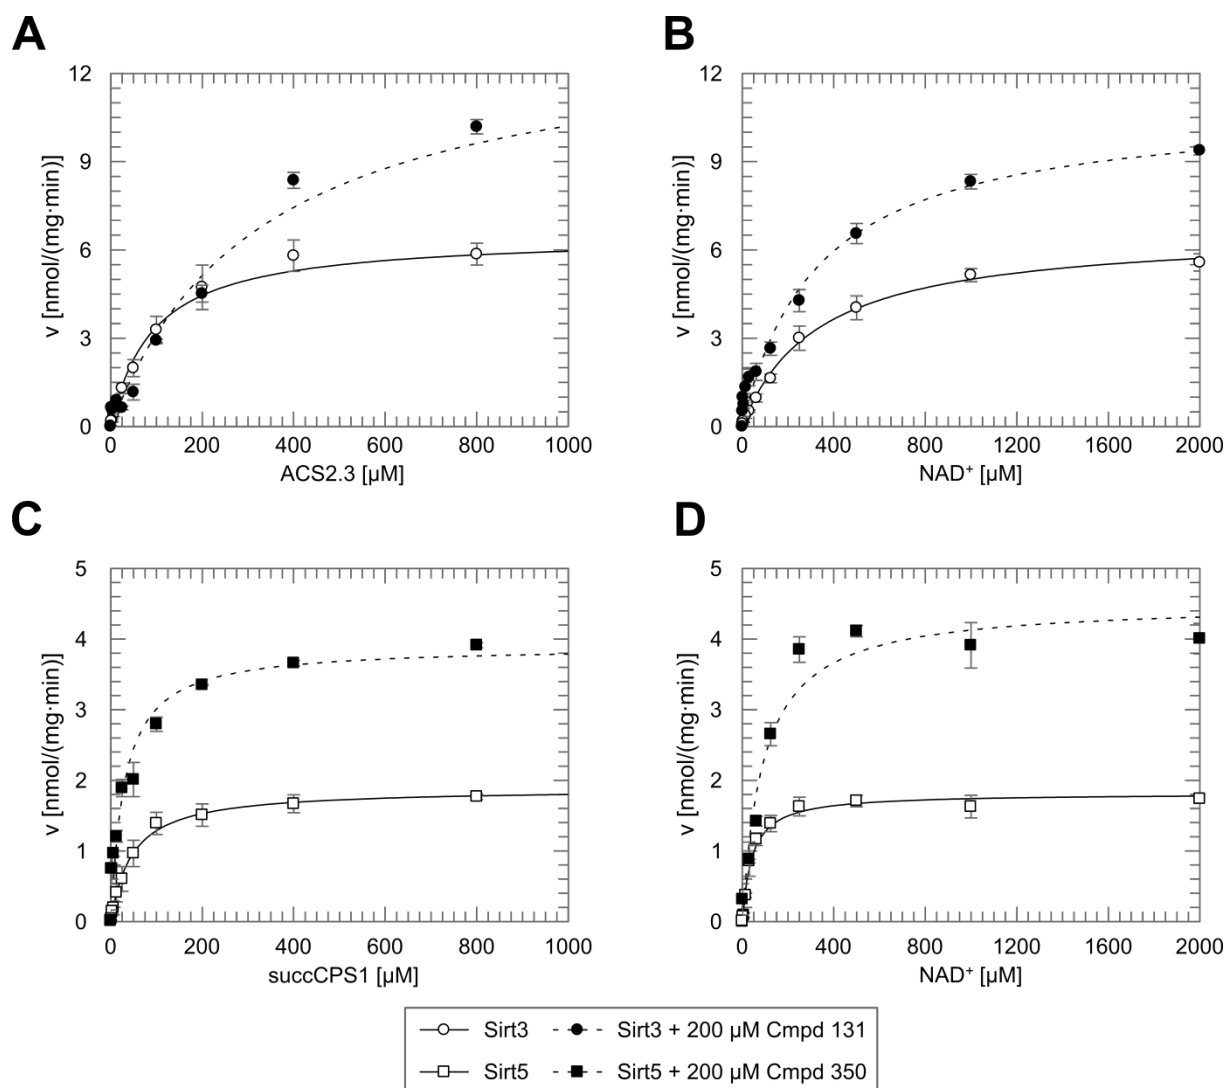 A
B
12
9
6
3
0
v [nmol/(mg·min)]
0 200 400 600 800 1000
ACS2.3 [µM]
12
9
6
3
0
v [nmol/(mg·min)]
0 400 800 1200 1600 2000
NAD⁺ [µM]
C
D
5
4
3
2
1
0
v [nmol/(mg·min)]
0 200 400 600 800 1000
succCPS1 [µM]
5
4
3
2
1
0
v [nmol/(mg·min)]
0 400 800 1200 1600 2000
NAD⁺ [µM]
Sirt3 Sirt3 + 200 µM Cmpd 131
Sirt5 Sirt5 + 200 µM Cmpd 350